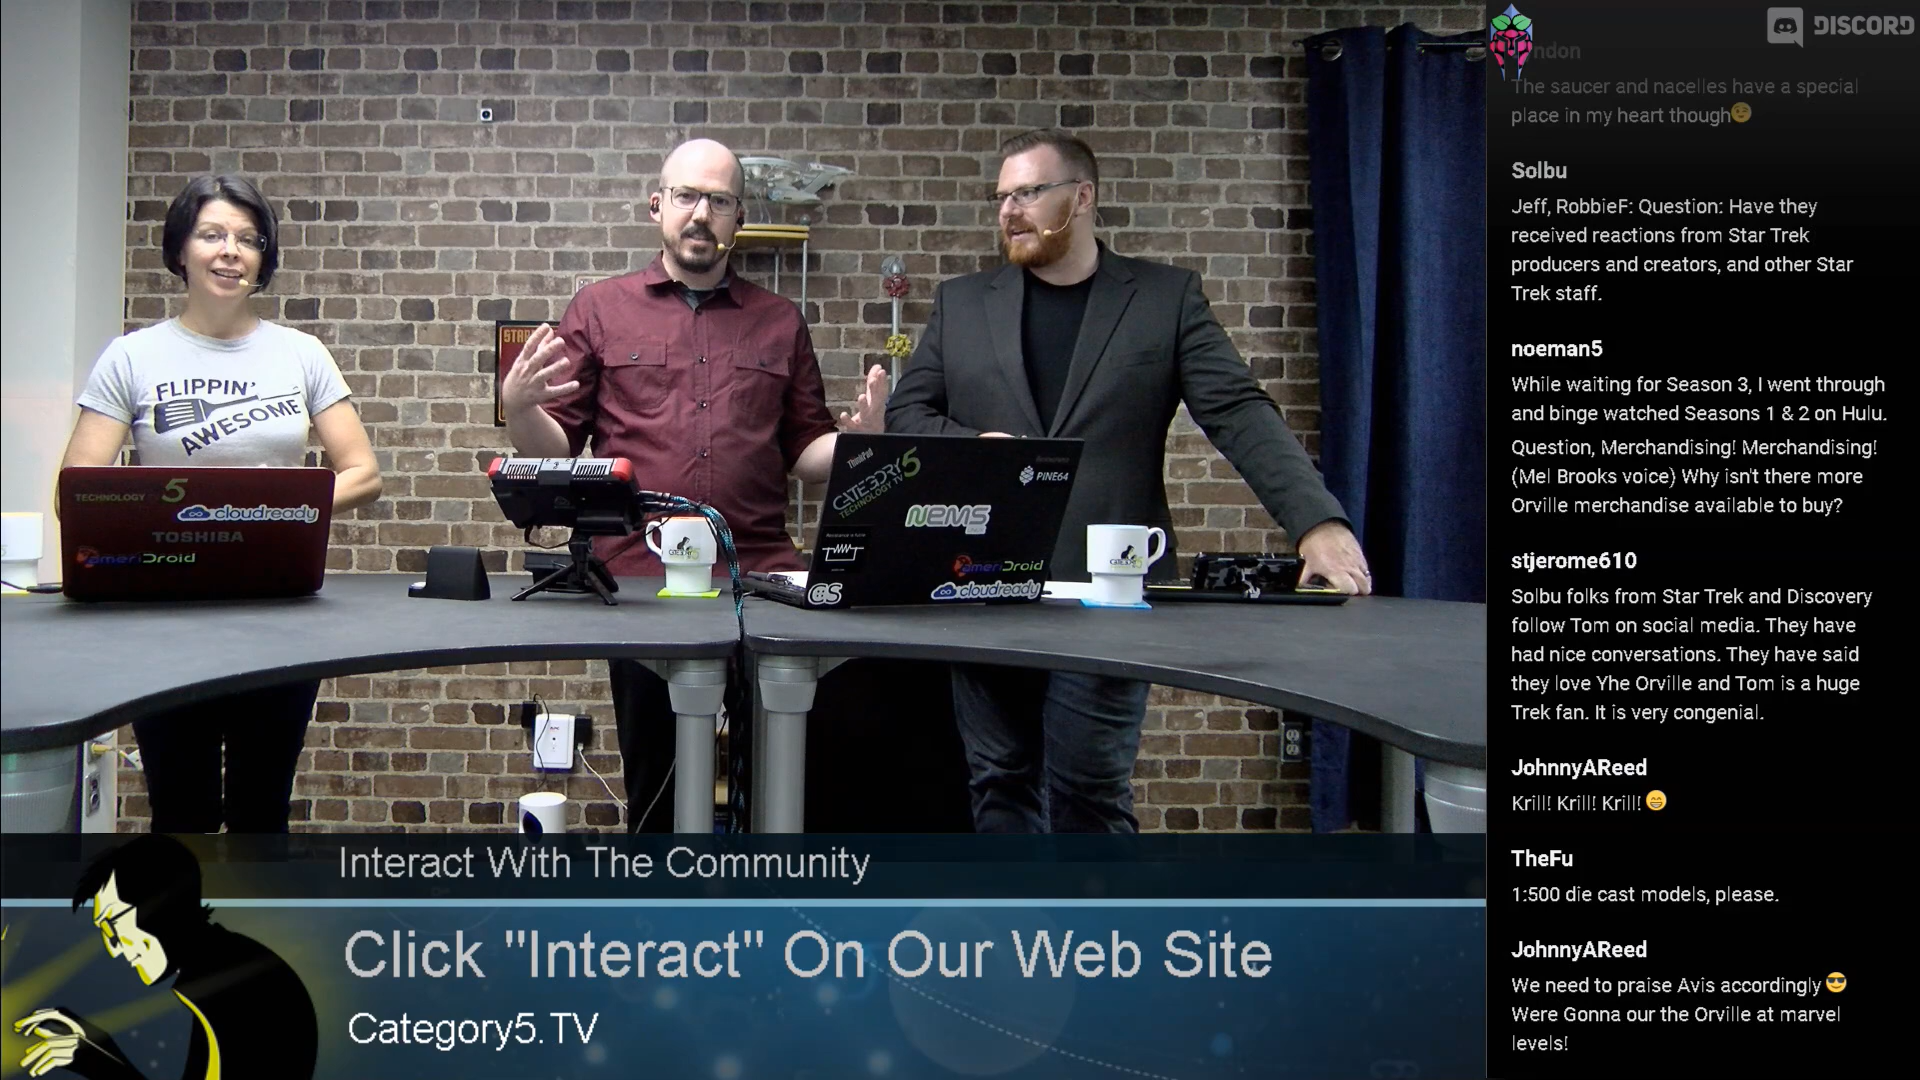 DISCORD
The saucer and nacelles have a special
place in my heart though😉
Solbu
Jeff, RobbieF: Question: Have they
received reactions from Star Trek
producers and creators, and other Star
Trek staff.
noeman5
While waiting for Season 3, I went through
and binge watched Seasons 1 & 2 on Hulu.
Question, Merchandising! Merchandising!
(Mel Brooks voice) Why isn't there more
Orville merchandise available to buy?
stjerome610
Solbu folks from Star Trek and Discovery
follow Tom on social media. They have
had nice conversations. They have said
they love Yhe Orville and Tom is a huge
Trek fan. It is very congenial.
JohnnyAReed
Krill! Krill! Krill! 😁
TheFu
1:500 die cast models, please.
JohnnyAReed
We need to praise Avis accordingly 😎
Were Gonna our the Orville at marvel
levels!
FLIPPIN'
AWESOME
TECHNOLOGY 5
cloudready
TOSHIBA
ameriDroid
ThinkPad
CATEGORY5
TECHNOLOGY TV
PINE64
NEMS
ameriDroid
cloudready
CS
Interact With The Community
Click "Interact" On Our Web Site
Category5.TV